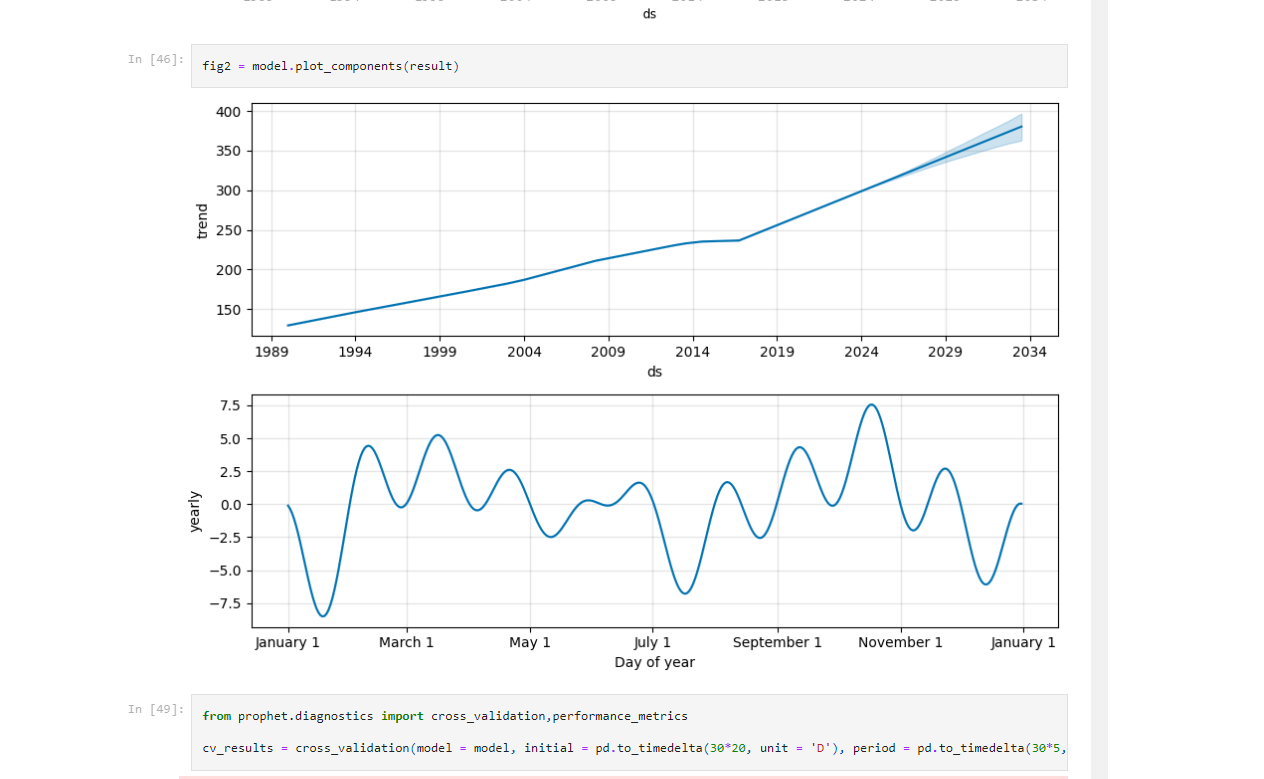 ds
In [46]:
fig2 = model.plot_components(result)
400
350
300
250
200
150
trend
1989 1994 1999 2004 2009 2014 2019 2024 2029 2034
ds
7.5
5.0
2.5
0.0
−2.5
−5.0
−7.5
yearly
January 1 March 1 May 1 July 1 September 1 November 1 January 1
Day of year
In [49]:
from prophet.diagnostics import cross_validation,performance_metrics
cv_results = cross_validation(model = model, initial = pd.to_timedelta(30*20, unit = 'D'), period = pd.to_timedelta(30*5,